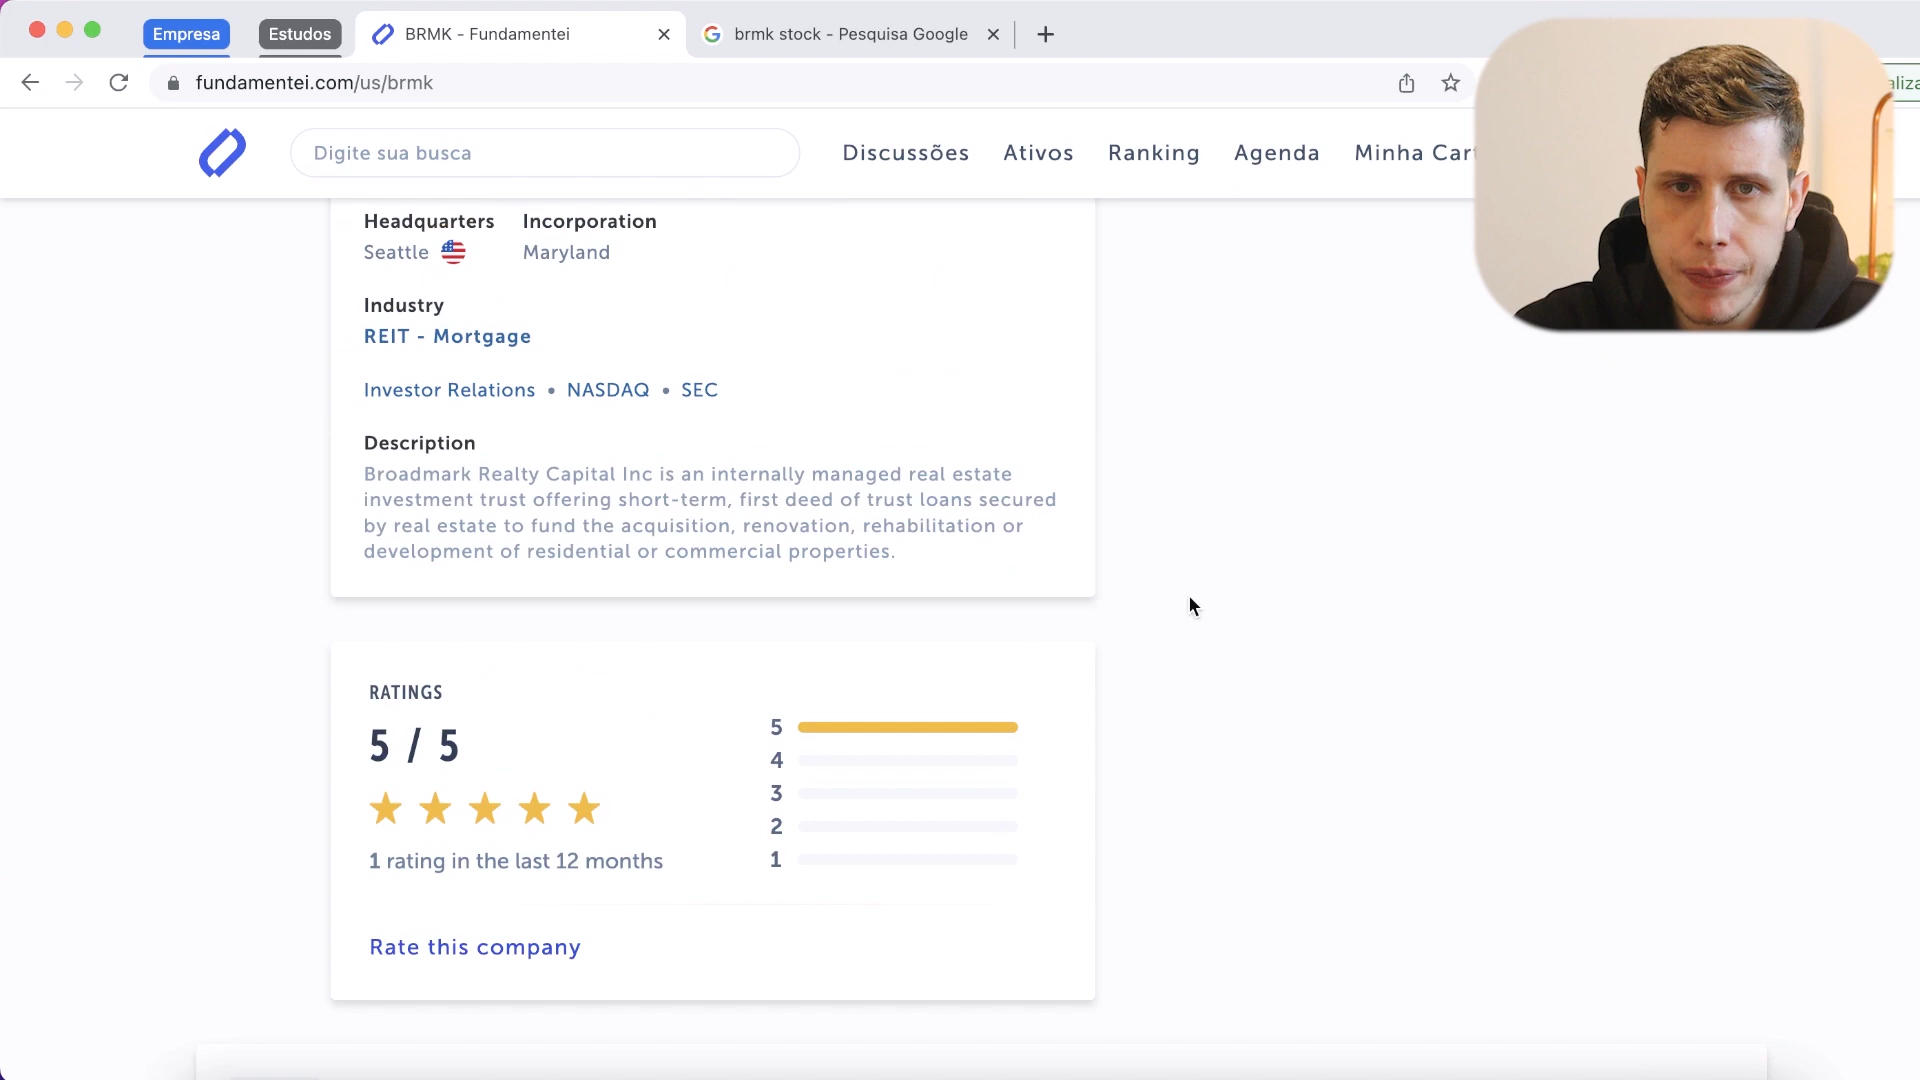 Empresa
Estudos
BRMK - Fundamentei
brmk stock - Pesquisa Google
fundamentei.com/us/brmk
Digite sua busca
Discussões
Ativos
Ranking
Agenda
Minha Cart
Headquarters
Incorporation
Seattle
Maryland
Industry
REIT - Mortgage
Investor Relations • NASDAQ • SEC
Description
Broadmark Realty Capital Inc is an internally managed real estate
investment trust offering short-term, first deed of trust loans secured
by real estate to fund the acquisition, renovation, rehabilitation or
development of residential or commercial properties.
RATINGS
5 / 5
1 rating in the last 12 months
5
4
3
2
1
Rate this company